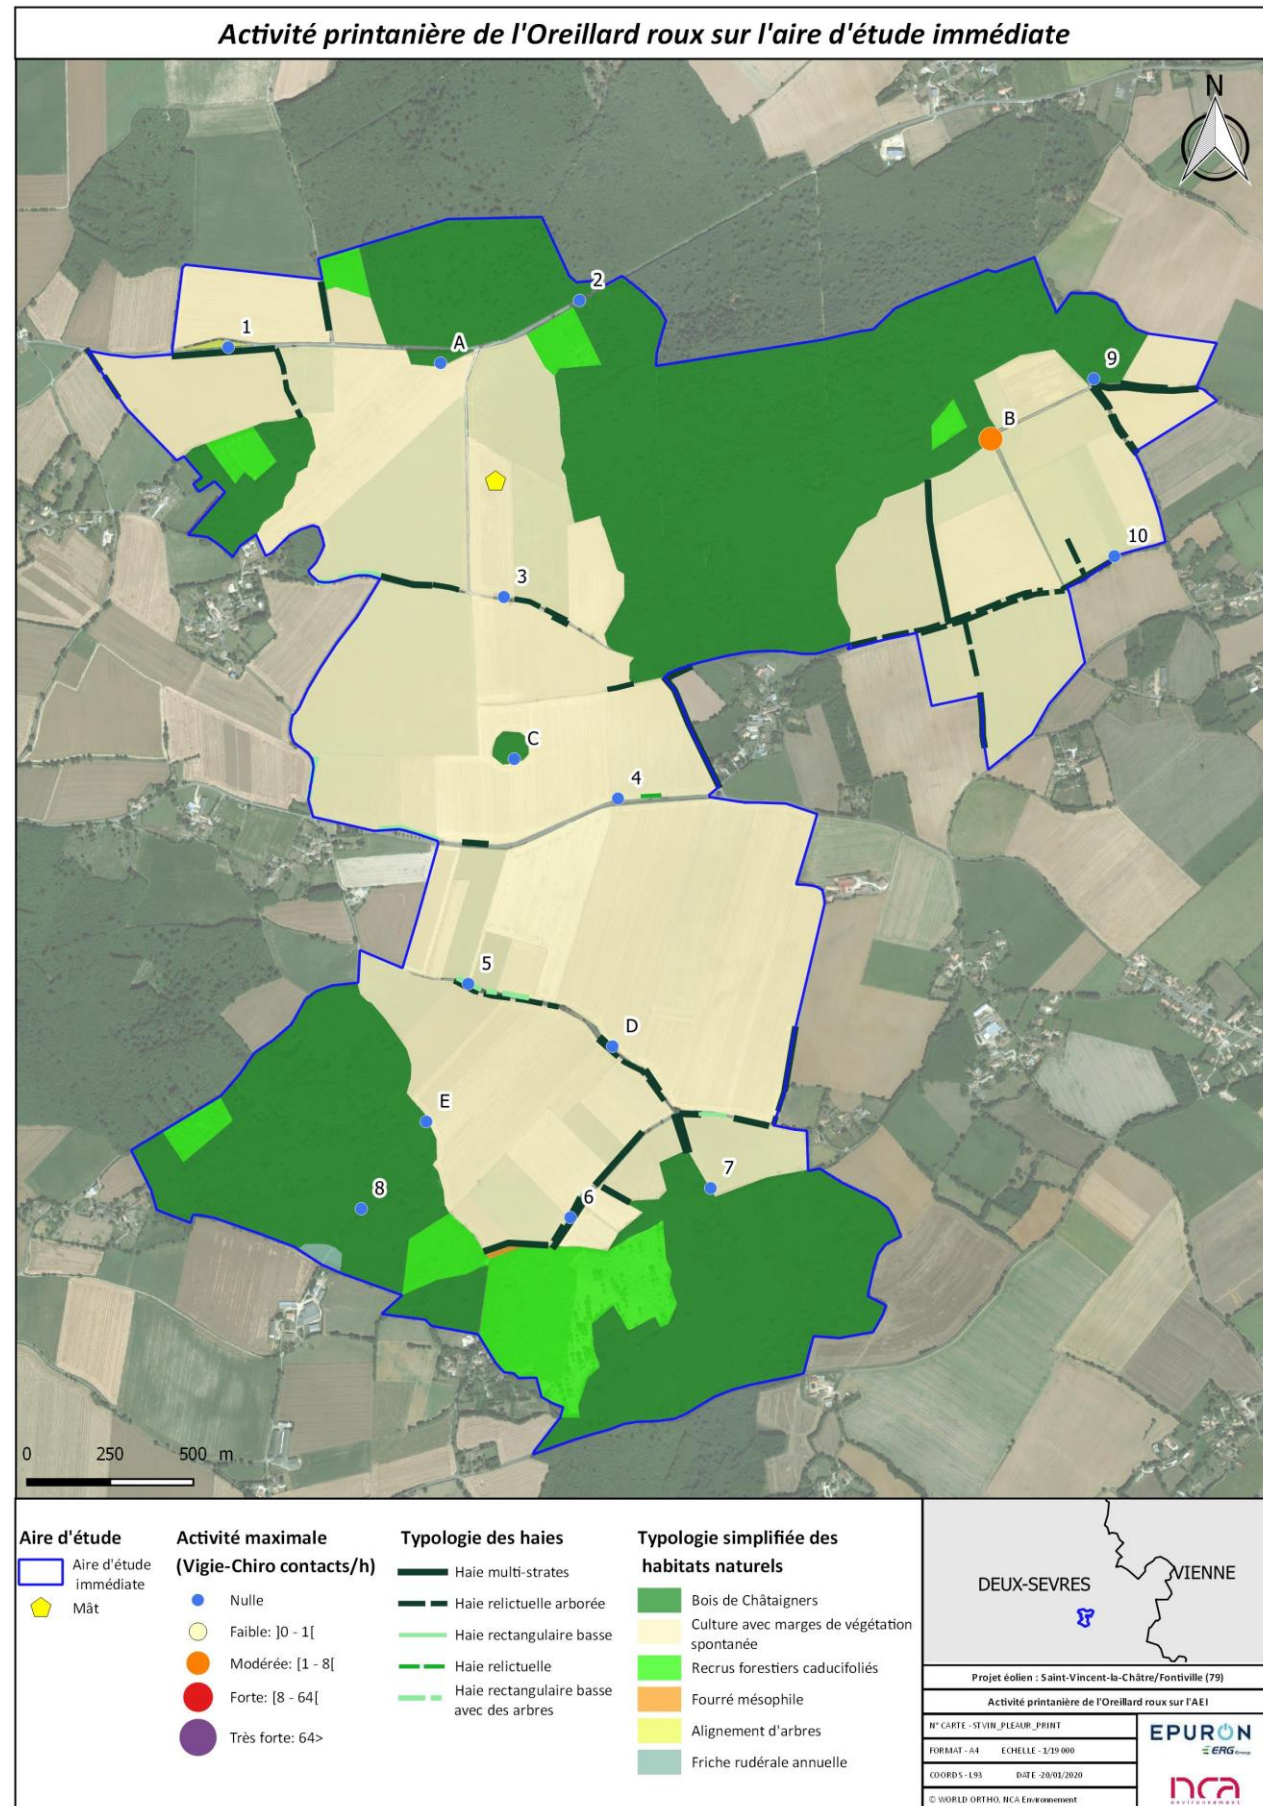 Activité printanière de l'Oreillard roux sur l'aire d'étude immédiate
N
2
1
A
9
B
10
3
C
4
5
D
E
7
8
6
0 250 500 m
Aire d'étude
Aire d'étude
immédiate
Mât
Activité maximale
(Vigie-Chiro contacts/h)
Nulle
Faible: ]0 - 1[
Modérée: [1 - 8[
Forte: [8 - 64[
Très forte: 64>
Typologie des haies
Haie multi-strates
Haie relictuelle arborée
Haie rectangulaire basse
Haie relictuelle
Haie rectangulaire basse
avec des arbres
Typologie simplifiée des
habitats naturels
Bois de Châtaigners
Culture avec marges de végétation
spontanée
Recrus forestiers caducifoliés
Fourré mésophile
Alignement d'arbres
Friche rudérale annuelle
DEUX-SEVRES
VIENNE
Projet éolien : Saint-Vincent-la-Châtre/Fontiville (79)
Activité printanière de l'Oreillard roux sur l'AEI
N° CARTE - STVIN_PLEAUR_PRINT
FORMAT - A4 ECHELLE - 1/19 000
COORDS - L93 DATE - 20/01/2020
© WORLD ORTHO, NCA Environnement
EPURON
ERG Group
nca
environnement